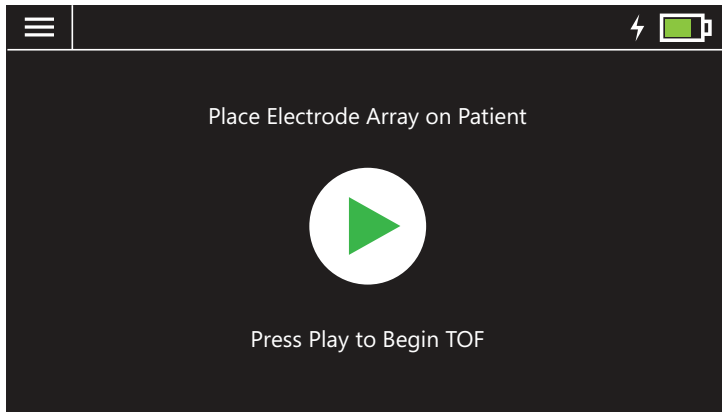 Place Electrode Array on Patient
Press Play to Begin TOF